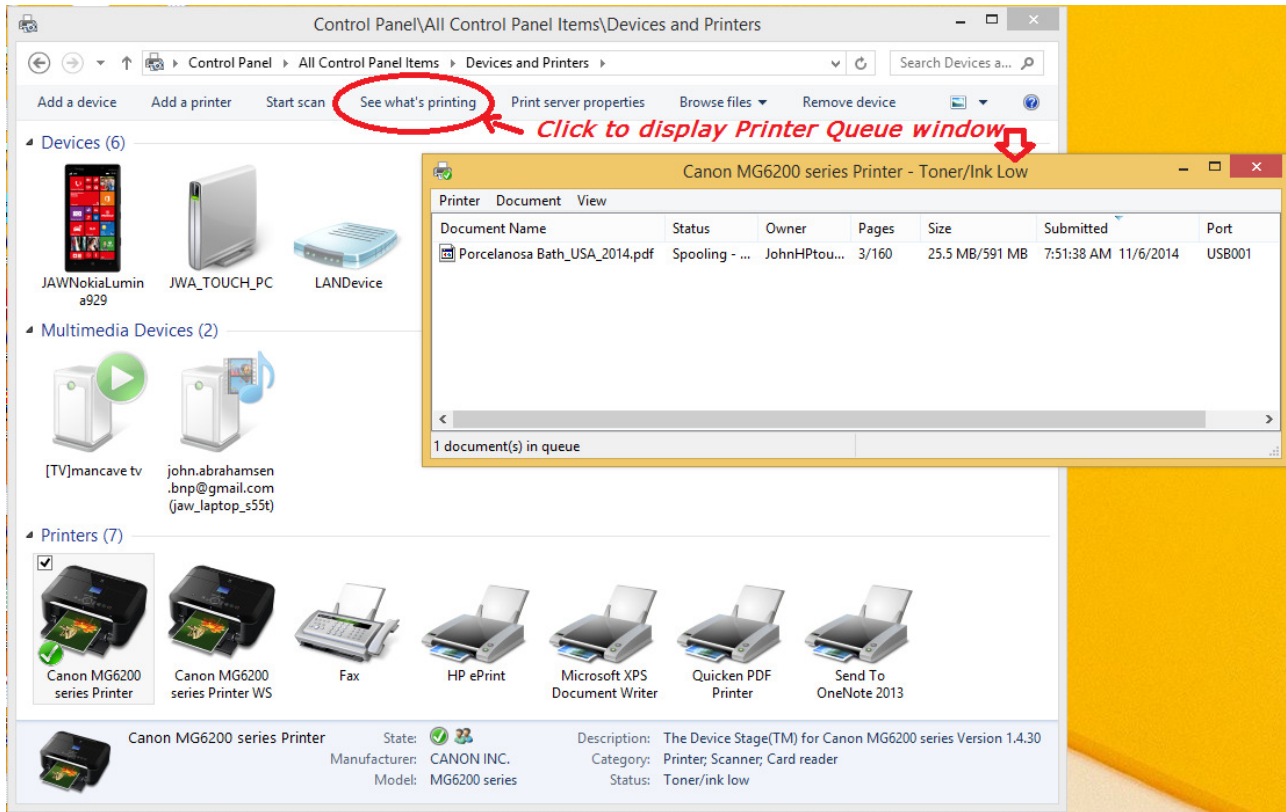 Control Panel\All Control Panel Items\Devices and Printers
Control Panel All Control Panel Items Devices and Printers
Search Devices a...
Add a device Add a printer Start scan See what's printing Print server properties Browse files Remove device
Click to display Printer Queue window
Devices (6)
JAWNokiaLumin
a929
JWA_TOUCH_PC
LANDevice
Canon MG6200 series Printer - Toner/Ink Low
Printer Document View
Document Name Status Owner Pages Size Submitted Port
Porcelanosa Bath_USA_2014.pdf Spooling - ... JohnHPtou... 3/160 25.5 MB/591 MB 7:51:38 AM 11/6/2014 USB001
1 document(s) in queue
Multimedia Devices (2)
[TV]mancave tv
john.abrahamsen
.bnp@gmail.com
(jaw_laptop_s55t)
Printers (7)
Canon MG6200
series Printer
Canon MG6200
series Printer WS
Fax
HP ePrint
Microsoft XPS
Document Writer
Quicken PDF
Printer
Send To
OneNote 2013
Canon MG6200 series Printer State: Description: The Device Stage(TM) for Canon MG6200 series Version 1.4.30
Manufacturer: CANON INC. Category: Printer; Scanner; Card reader
Model: MG6200 series Status: Toner/ink low